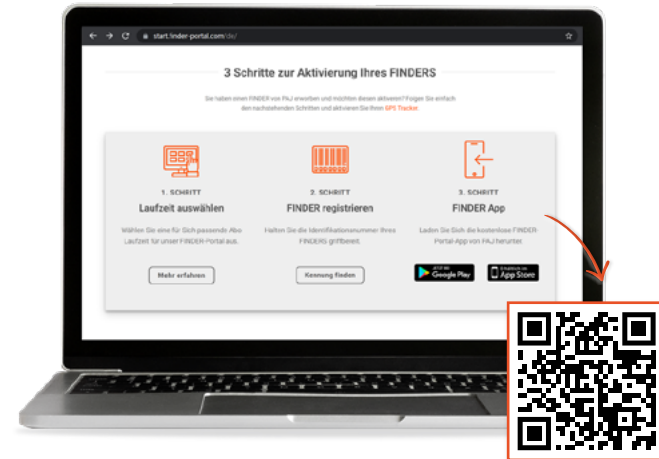 start.finder-portal.com/de/
3 Schritte zur Aktivierung Ihres FINDERS
Sie haben einen FINDER von PAJ erworben und möchten diesen aktivieren? Folgen Sie einfach
den nachstehenden Schritten und aktivieren Sie Ihren GPS Tracker.
1. SCHRITT
Laufzeit auswählen
Wählen Sie eine für Sich passende Abo
Laufzeit für unser FINDER-Portal aus.
Mehr erfahren
2. SCHRITT
FINDER registrieren
Halten Sie die Identifikationsnummer Ihres
FINDERS griffbereit.
Kennung finden
3. SCHRITT
FINDER App
Laden Sie Sich die kostenlose FINDER-
Portal-App von PAJ herunter.
JETZT BEI
Google Play
Erhältlich im
App Store